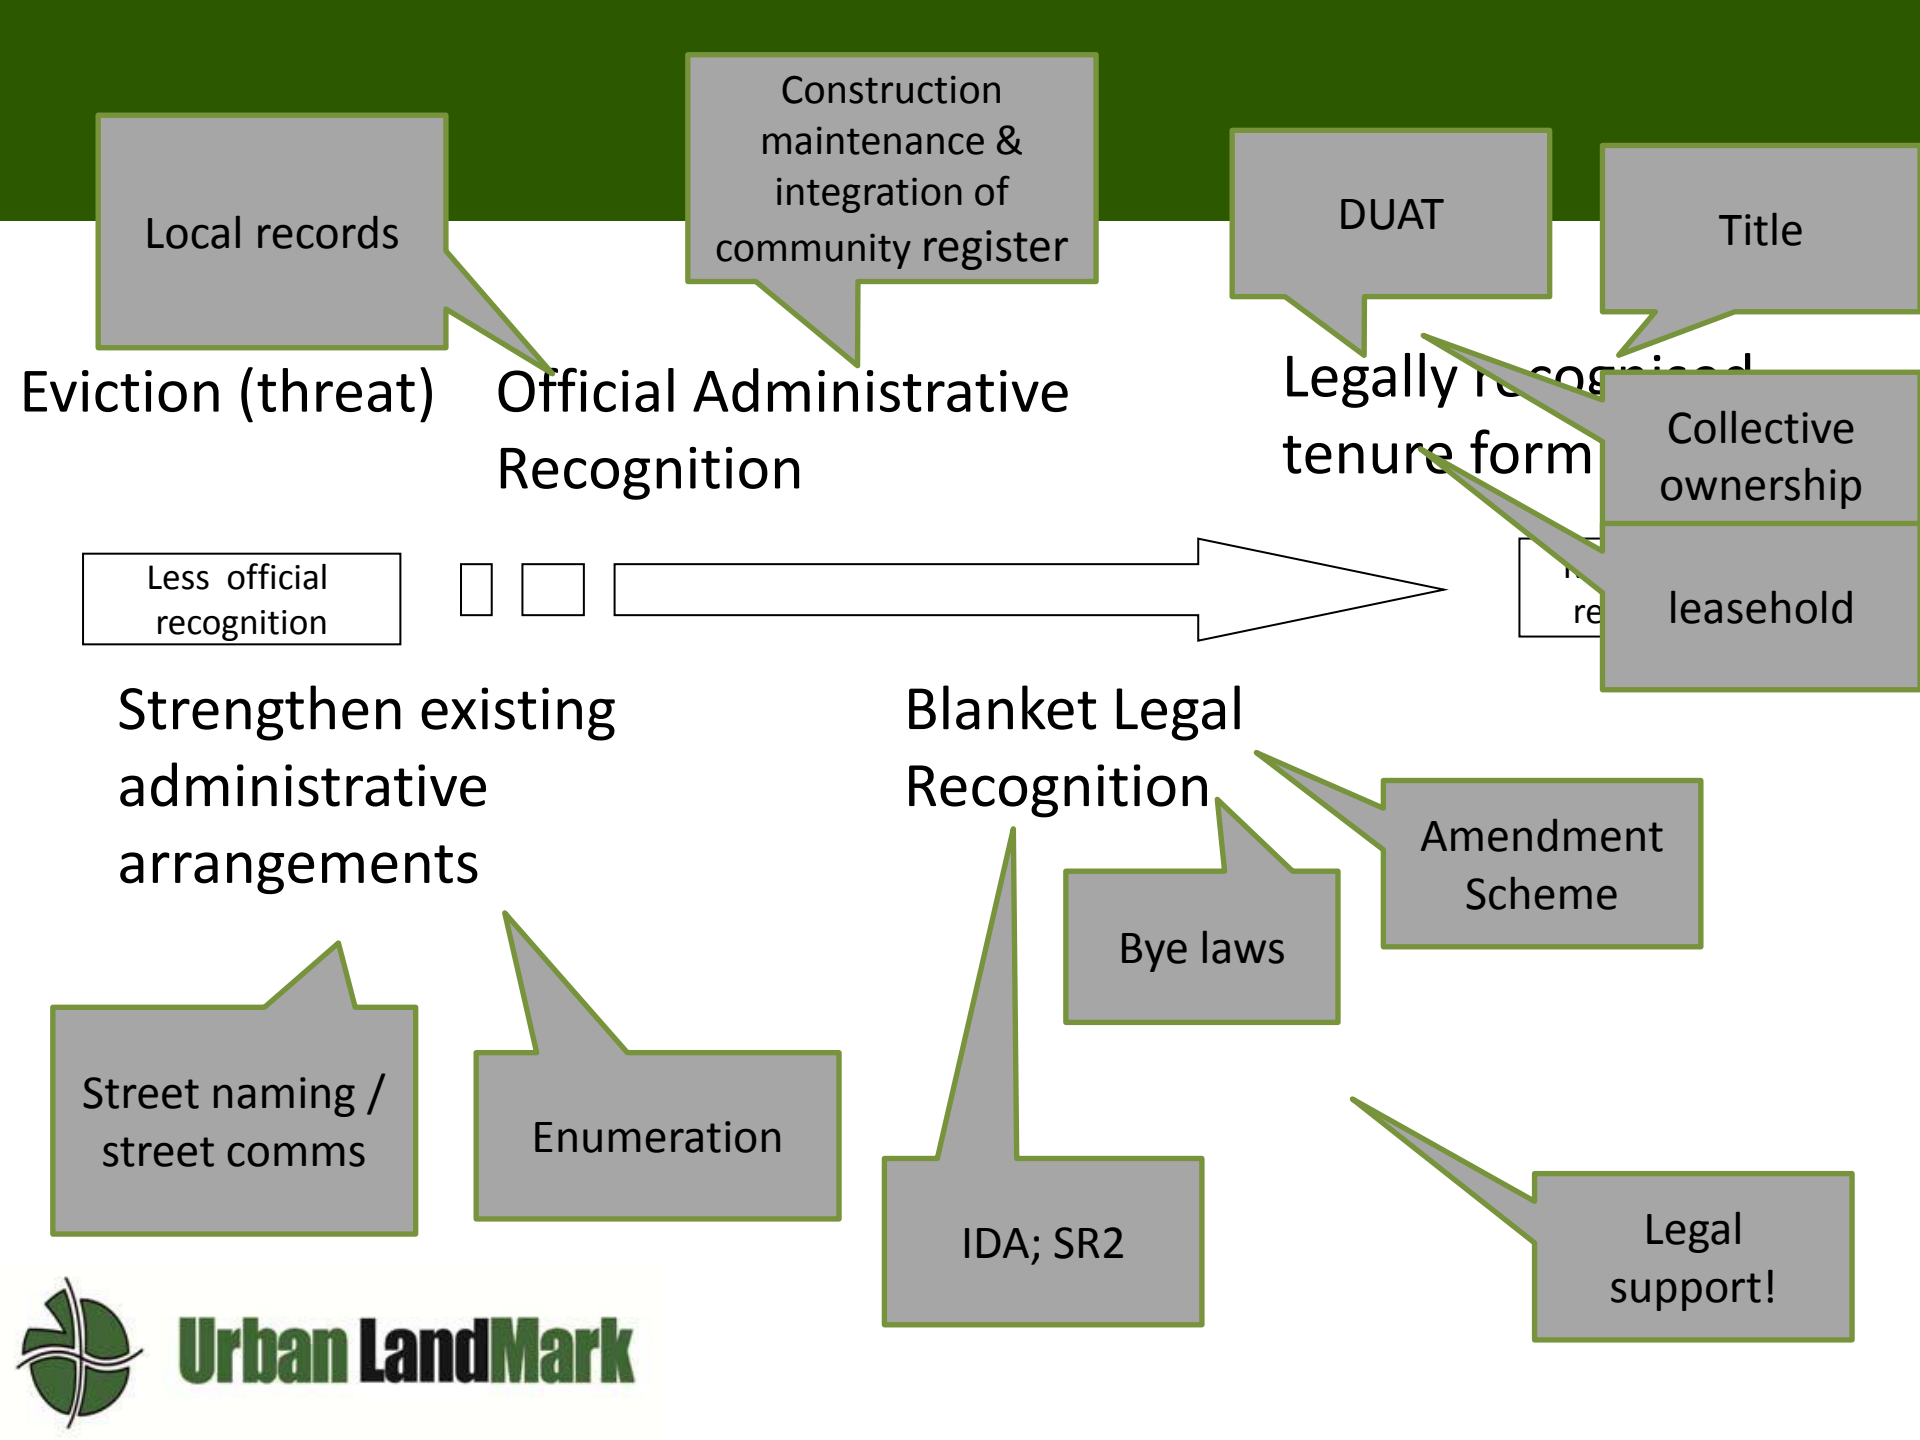 Construction
maintenance &
integration of
community register
Local records
DUAT
Title
Eviction (threat)
Official Administrative
Recognition
Legally recognised
tenure form
Collective
ownership
Less official
recognition
leasehold
Strengthen existing
administrative
arrangements
Blanket Legal
Recognition
Amendment
Scheme
Bye laws
Street naming /
street comms
Enumeration
IDA; SR2
Legal
support!
Urban LandMark